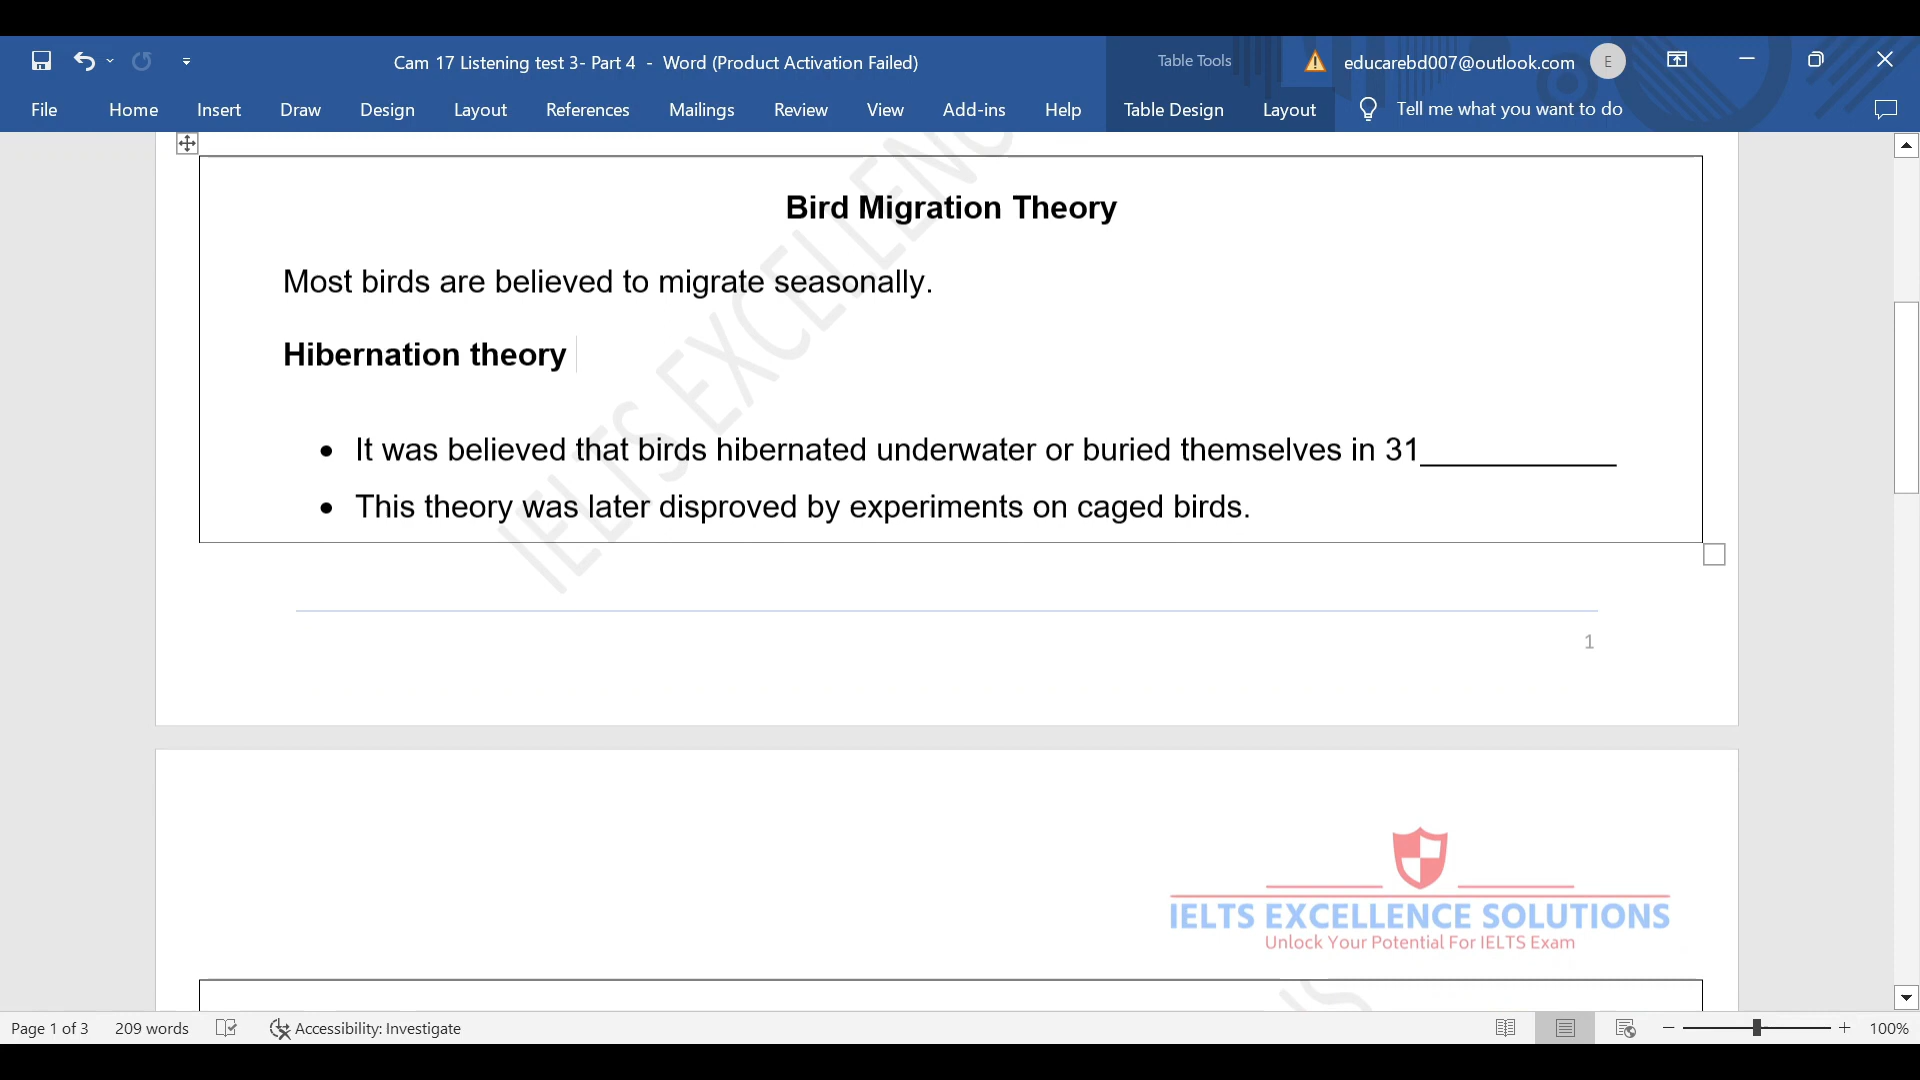 Cam 17 Listening test 3- Part 4 - Word (Product Activation Failed)
Table Tools
educarebd007@outlook.com
E
File Home Insert Draw Design Layout References Mailings Review View Add-ins Help Table Design Layout Tell me what you want to do
Bird Migration Theory
Most birds are believed to migrate seasonally.
Hibernation theory
• It was believed that birds hibernated underwater or buried themselves in 31___________
• This theory was later disproved by experiments on caged birds.
IELTS EXCELLENC
1
IELTS EXCELLENCE SOLUTIONS
Unlock Your Potential For IELTS Exam
NS
Page 1 of 3 209 words Accessibility: Investigate 100%